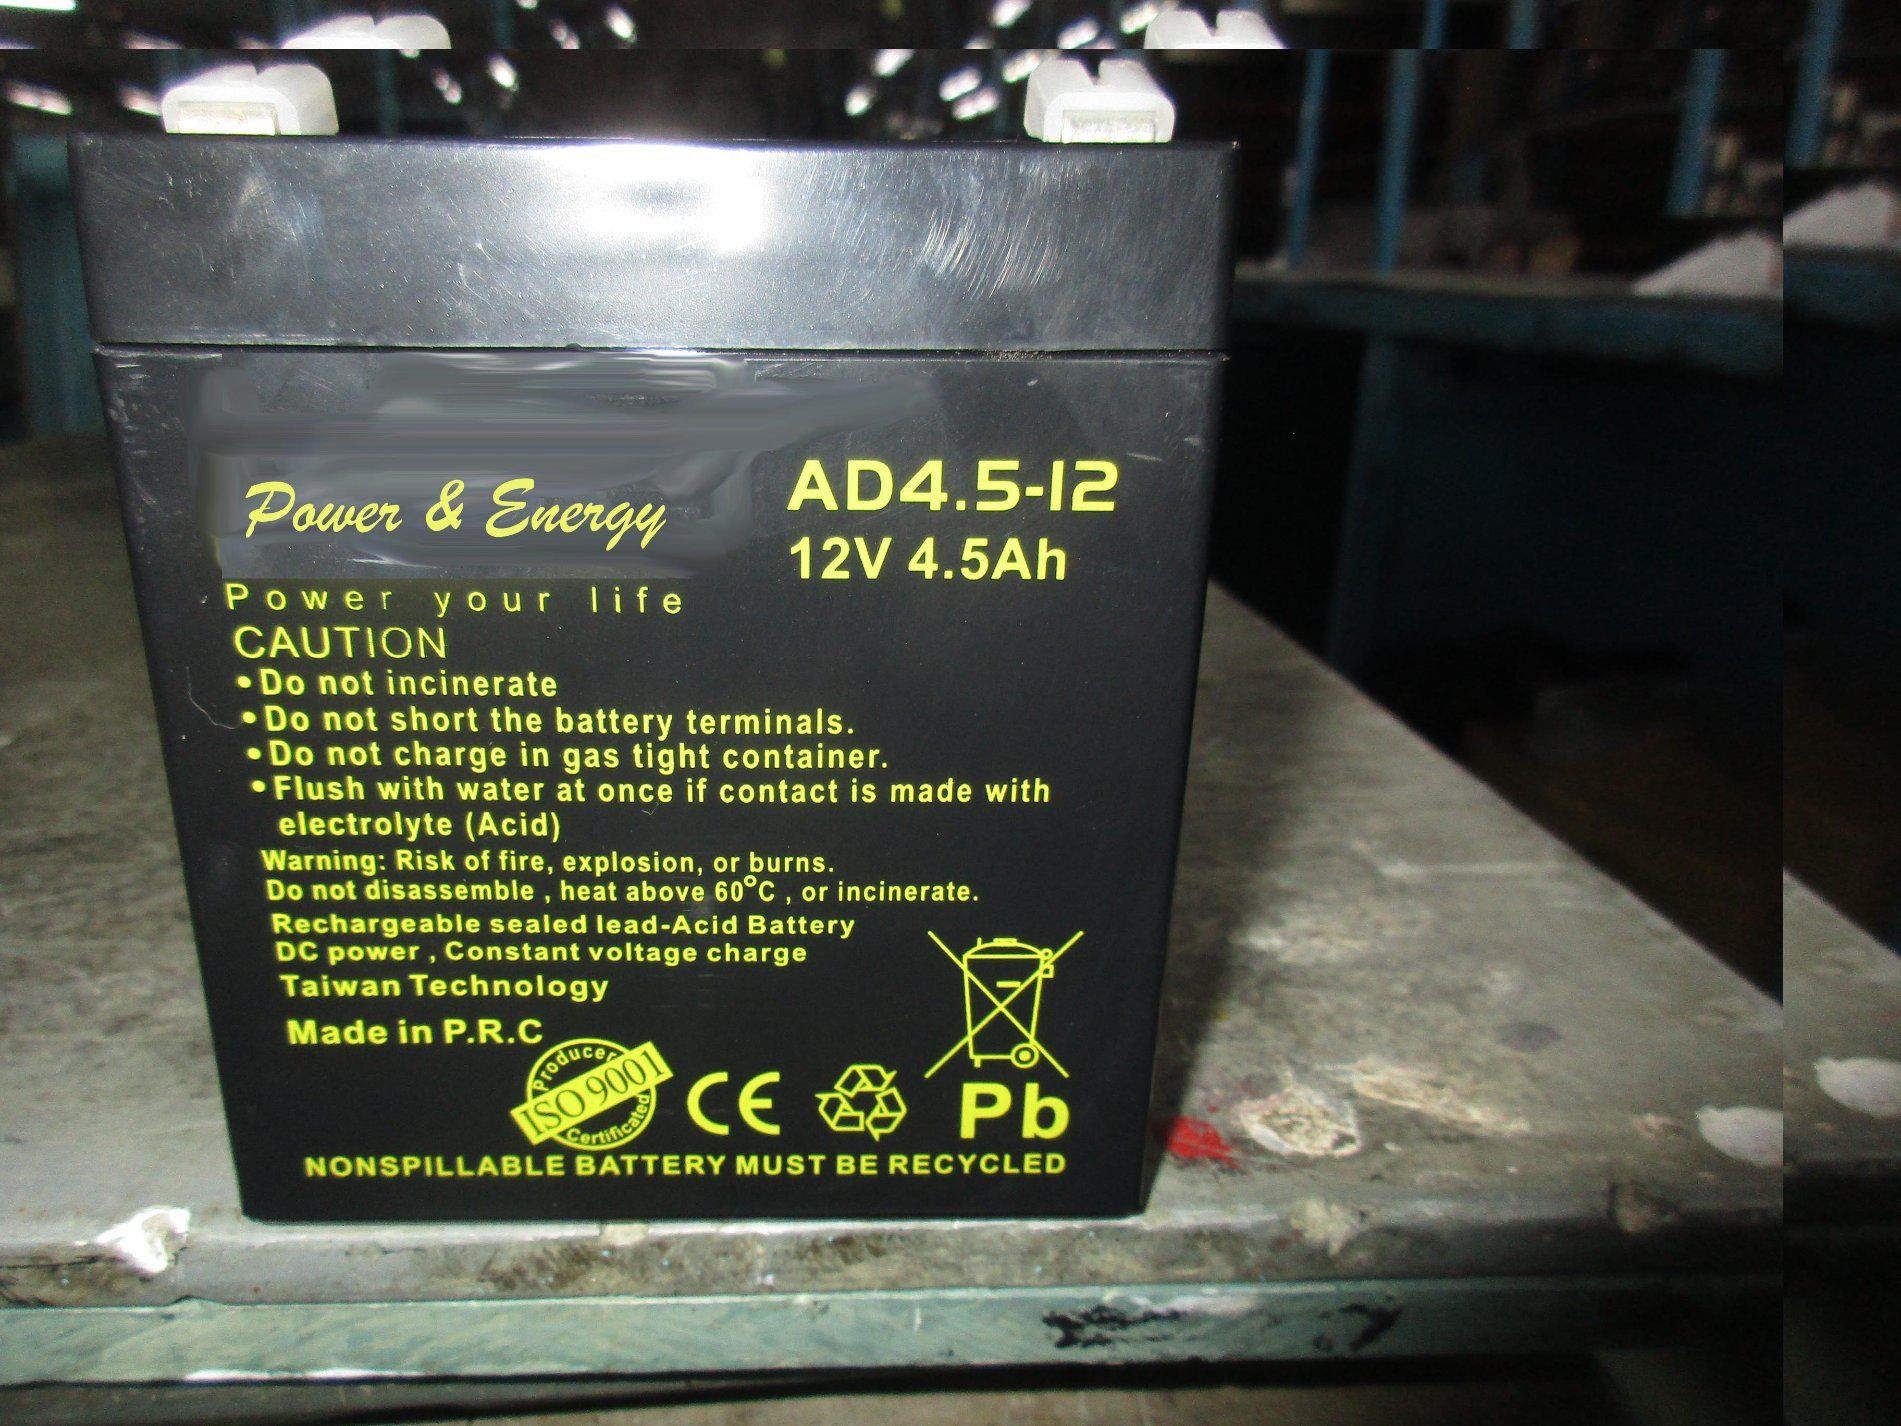 Power & Energy
AD4.5-12
12V 4.5Ah
Power your life
CAUTION
•Do not incinerate
•Do not short the battery terminals.
•Do not charge in gas tight container.
•Flush with water at once if contact is made with
electrolyte (Acid)
Warning: Risk of fire, explosion, or burns.
Do not disassemble , heat above 60°C , or incinerate.
Rechargeable sealed lead-Acid Battery
DC power , Constant voltage charge
Taiwan Technology
Made in P.R.C
Producer
ISO 9001
Certificated
CE
Pb
NONSPILLABLE BATTERY MUST BE RECYCLED